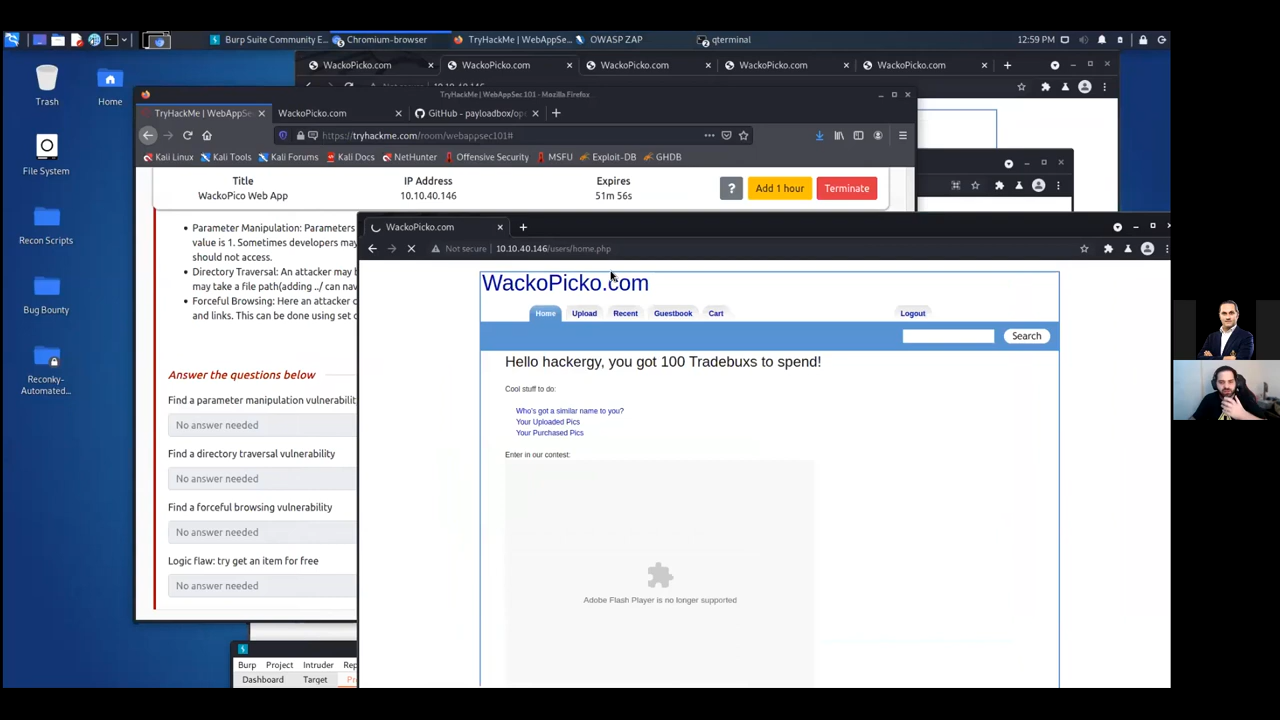 Burp Suite Community E...
Chromium-browser
TryHackMe | WebAppSe...
OWASP ZAP
qterminal
12:59
WackoPicko.com
WackoPicko.com
WackoPicko.com
WackoPicko.com
WackoPicko.com
Trash
Home
File System
Recon Scripts
Bug Bounty
Reconky-
Automated...
TryHackMe | WebAppSec 101 - Mozilla Firefox
TryHackMe | WebAppSe
WackoPicko.com
GitHub - payloadbox/op
https://tryhackme.com/room/webappsec101#
Kali Linux
Kali Tools
Kali Forums
Kali Docs
NetHunter
Offensive Security
MSFU
Exploit-DB
GHDB
Title
IP Address
Expires
WackoPico Web App
10.10.40.146
51m 56s
?
Add 1 hour
Terminate
Parameter Manipulation: Parameters
value is 1. Sometimes developers may
should not access.
Directory Traversal: An attacker may b
may take a file path(adding ../ can nav
Forceful Browsing: Here an attacker c
and links. This can be done using set c
Answer the questions below
Find a parameter manipulation vulnerabilit
No answer needed
Find a directory traversal vulnerability
No answer needed
Find a forceful browsing vulnerability
No answer needed
Logic flaw: try get an item for free
No answer needed
WackoPicko.com
Not secure
10.10.40.146/users/home.php
WackoPicko.com
Home
Upload
Recent
Guestbook
Cart
Logout
Search
Hello hackergy, you got 100 Tradebuxs to spend!
Cool stuff to do:
Who's got a similar name to you?
Your Uploaded Pics
Your Purchased Pics
Enter in our contest:
Adobe Flash Player is no longer supported
Burp
Project
Intruder
Rep
Dashboard
Target
Pr